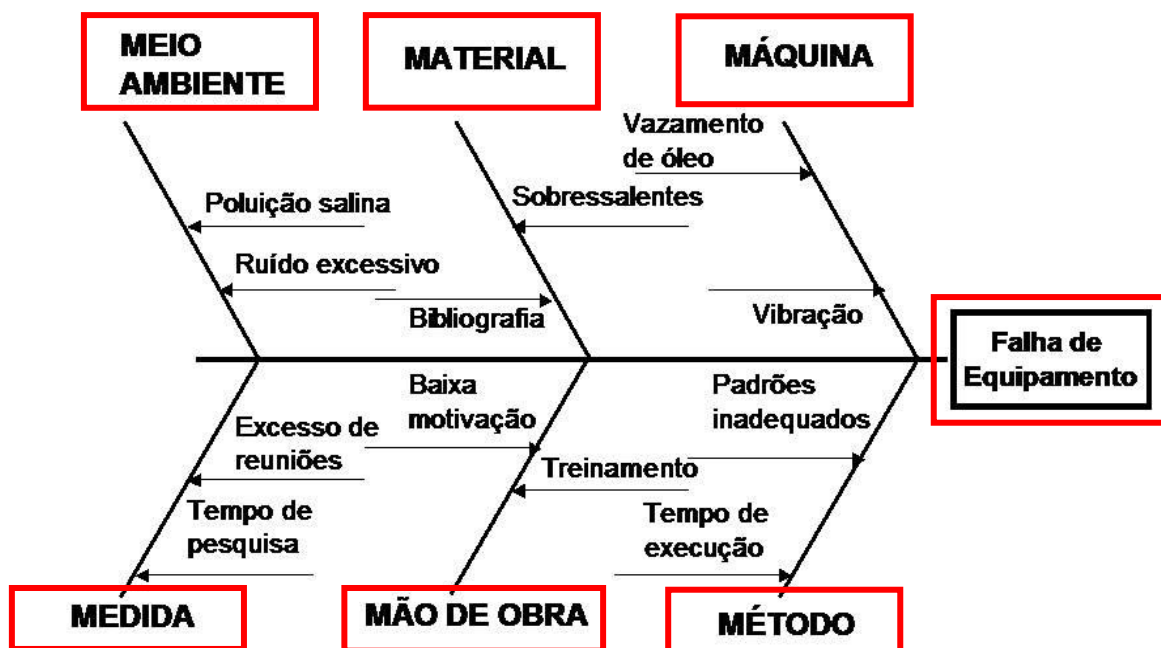 MEIO
AMBIENTE
MATERIAL
MÁQUINA
Vazamento
de óleo
Poluição salina
Sobressalentes
Ruído excessivo
Bibliografia
Vibração
Falha de
Equipamento
Baixa
motivação
Padrões
inadequados
Excesso de
reuniões
Treinamento
Tempo de
pesquisa
Tempo de
execução
MEDIDA
MÃO DE OBRA
MÉTODO